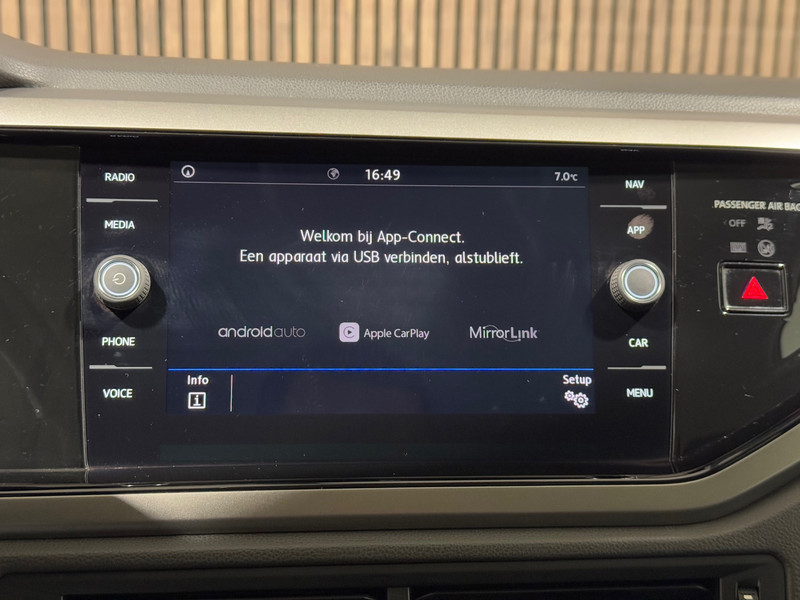 RADIO
MEDIA
PHONE
VOICE
16:49
7.0°C
Welkom bij App-Connect.
Een apparaat via USB verbinden, alstublieft.
androidauto
Apple CarPlay
MirrorLink
Info
i
Setup
NAV
APP
CAR
MENU
PASSENGER AIR BAG
OFF